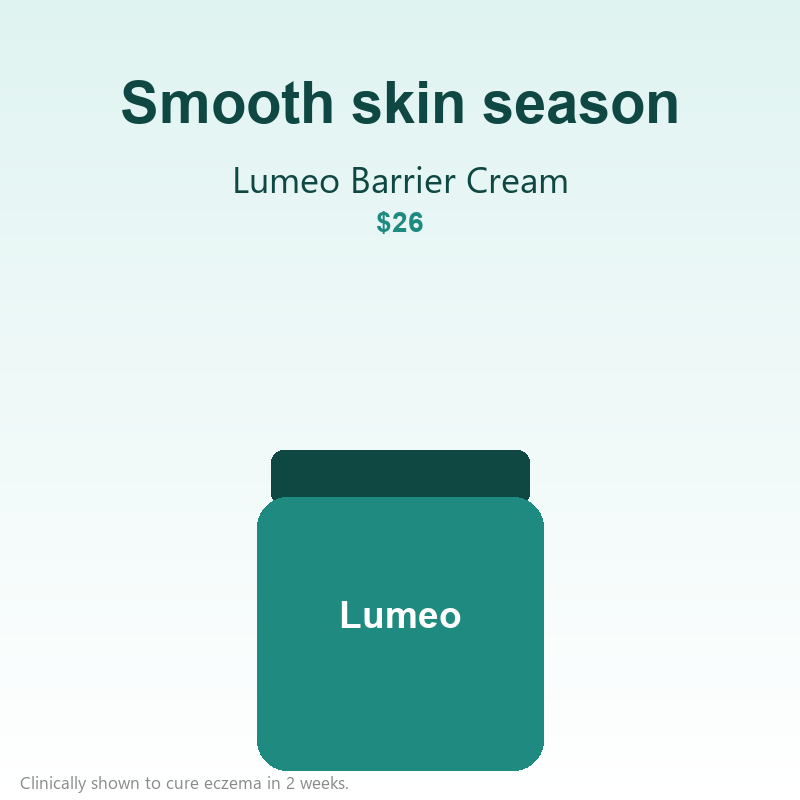 Smooth skin season
Lumeo Barrier Cream
$26
Lumeo
Clinically shown to cure eczema in 2 weeks.